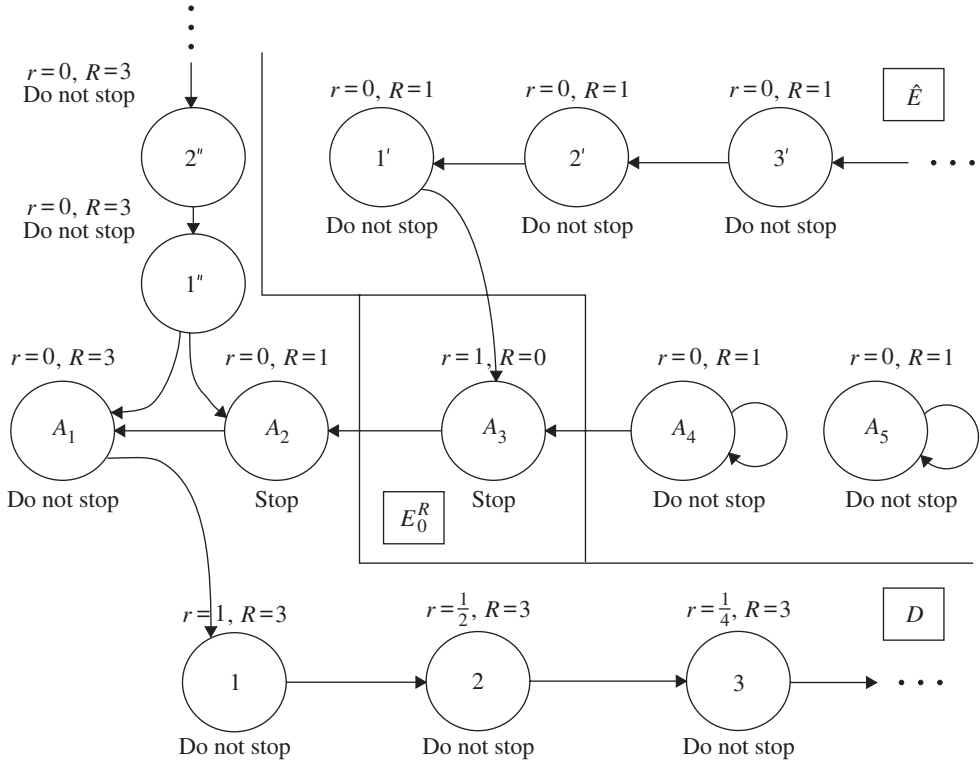 r = 0, R = 3
Do not stop
2″
r = 0, R = 3
Do not stop
1″
r = 0, R = 1
r = 0, R = 1
r = 0, R = 1
Ê
1′
2′
3′
Do not stop
Do not stop
Do not stop
r = 0, R = 3
r = 0, R = 1
r = 1, R = 0
r = 0, R = 1
r = 0, R = 1
A₁
A₂
A₃
A₄
A₅
Do not stop
Stop
Stop
Do not stop
Do not stop
E₀ᴿ
r = 1, R = 3
r = ½, R = 3
r = ¼, R = 3
D
1
2
3
Do not stop
Do not stop
Do not stop